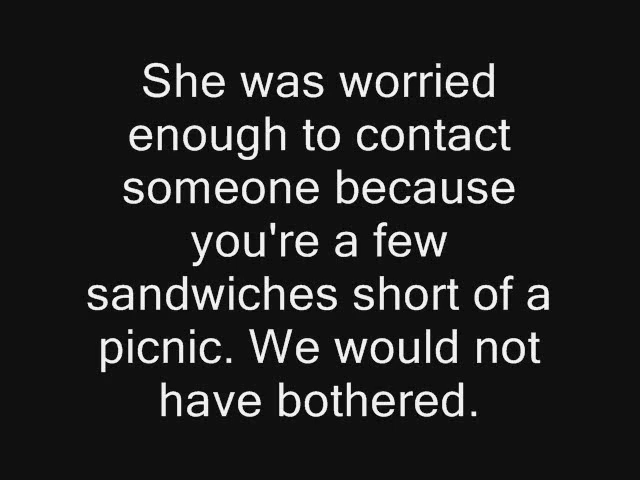 She was worried
enough to contact
someone because
you're a few
sandwiches short of a
picnic. We would not
have bothered.